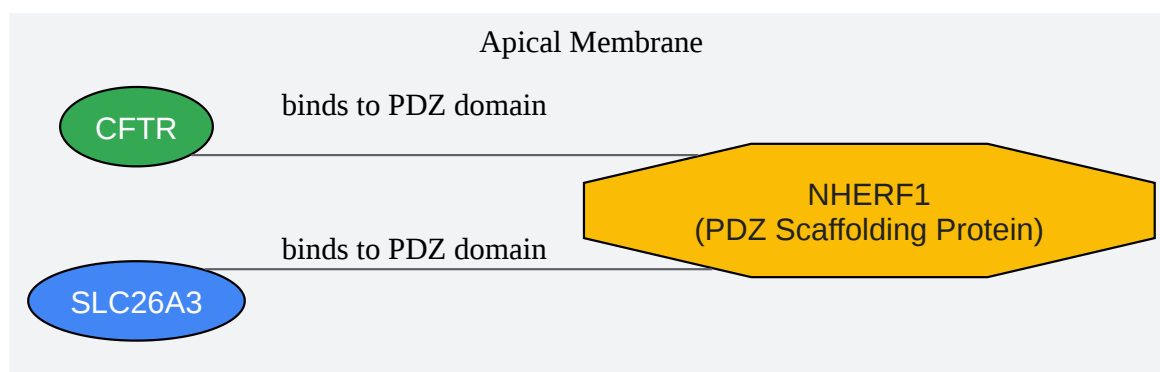 Apical Membrane
binds to PDZ domain
CFTR
NHERF1
(PDZ Scaffolding Protein)
binds to PDZ domain
SLC26A3